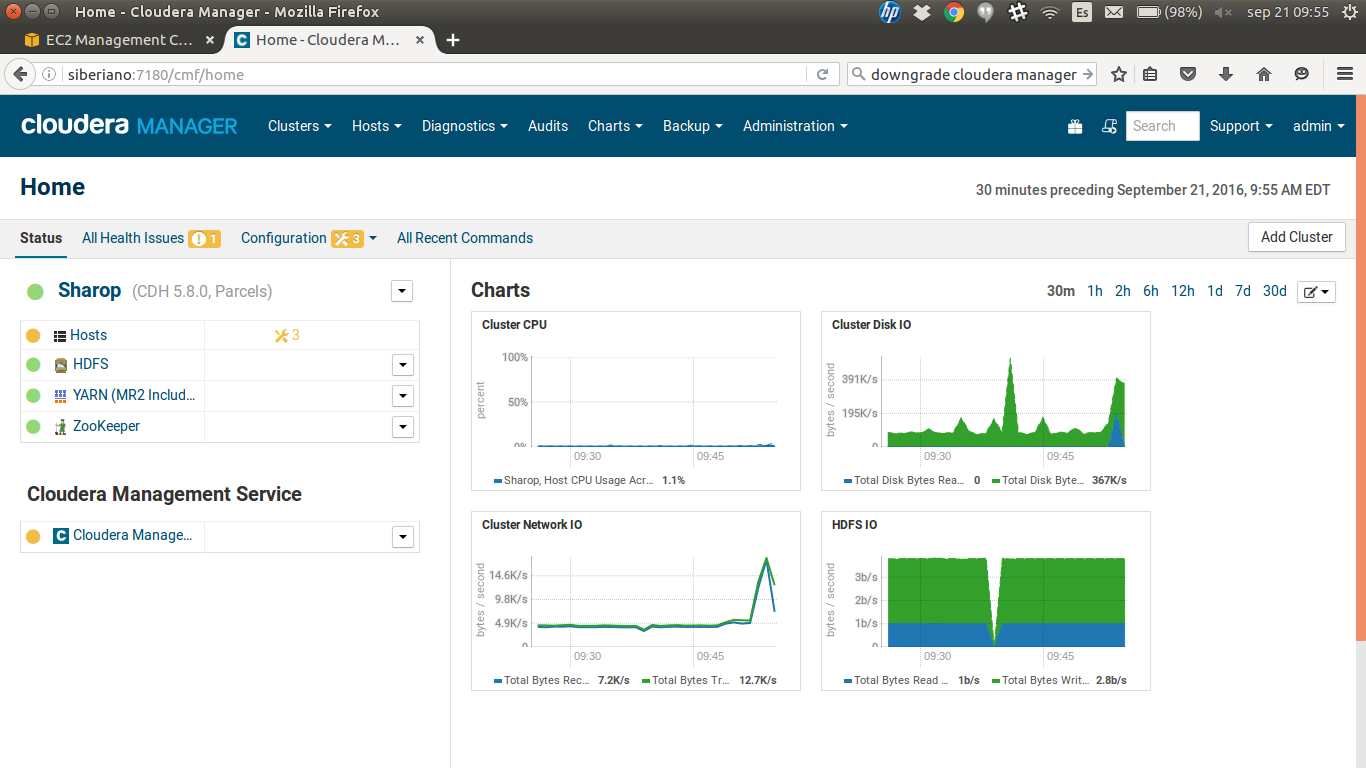 Home - Cloudera Manager - Mozilla Firefox
hp
Es
(98%)
sep 21 09:55
EC2 Management C... ×
C Home - Cloudera M... ×
siberiano:7180/cmf/home
downgrade cloudera manager
cloudera MANAGER
Clusters
Hosts
Diagnostics
Audits
Charts
Backup
Administration
Search
Support
admin
Home
30 minutes preceding September 21, 2016, 9:55 AM EDT
Status
All Health Issues 1
Configuration 3
All Recent Commands
Add Cluster
Sharop (CDH 5.8.0, Parcels)
Hosts
3
HDFS
YARN (MR2 Includ...
ZooKeeper
Cloudera Management Service
C Cloudera Manage...
Charts
30m 1h 2h 6h 12h 1d 7d 30d
Cluster CPU
percent
100%
50%
0%
09:30
09:45
Sharop, Host CPU Usage Acr... 1.1%
Cluster Disk IO
bytes / second
391K/s
195K/s
0
09:30
09:45
Total Disk Bytes Rea... 0
Total Disk Byte... 367K/s
Cluster Network IO
bytes / second
14.6K/s
9.8K/s
4.9K/s
0
09:30
09:45
Total Bytes Rec... 7.2K/s
Total Bytes Tr... 12.7K/s
HDFS IO
bytes / second
3b/s
2b/s
1b/s
0
09:30
09:45
Total Bytes Read ... 1b/s
Total Bytes Writ... 2.8b/s